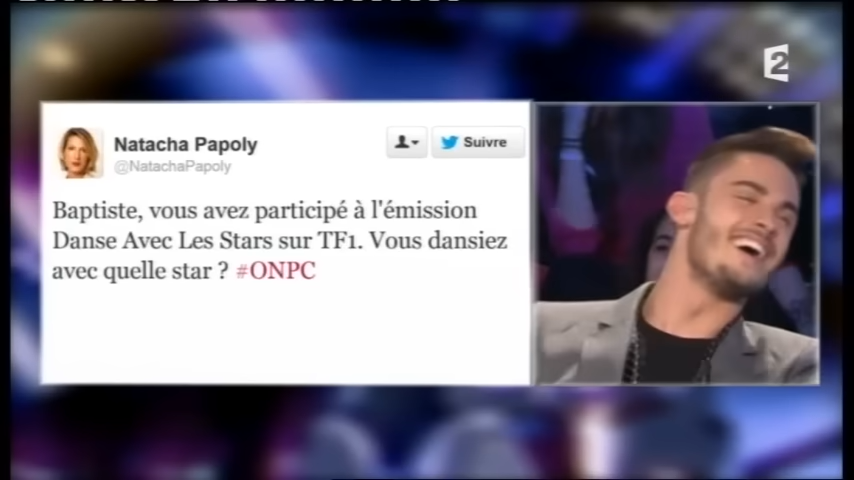 2
Natacha Papoly
@NatachaPapoly
Suivre
Baptiste, vous avez participé à l'émission
Danse Avec Les Stars sur TF1. Vous dansiez
avec quelle star ? #ONPC